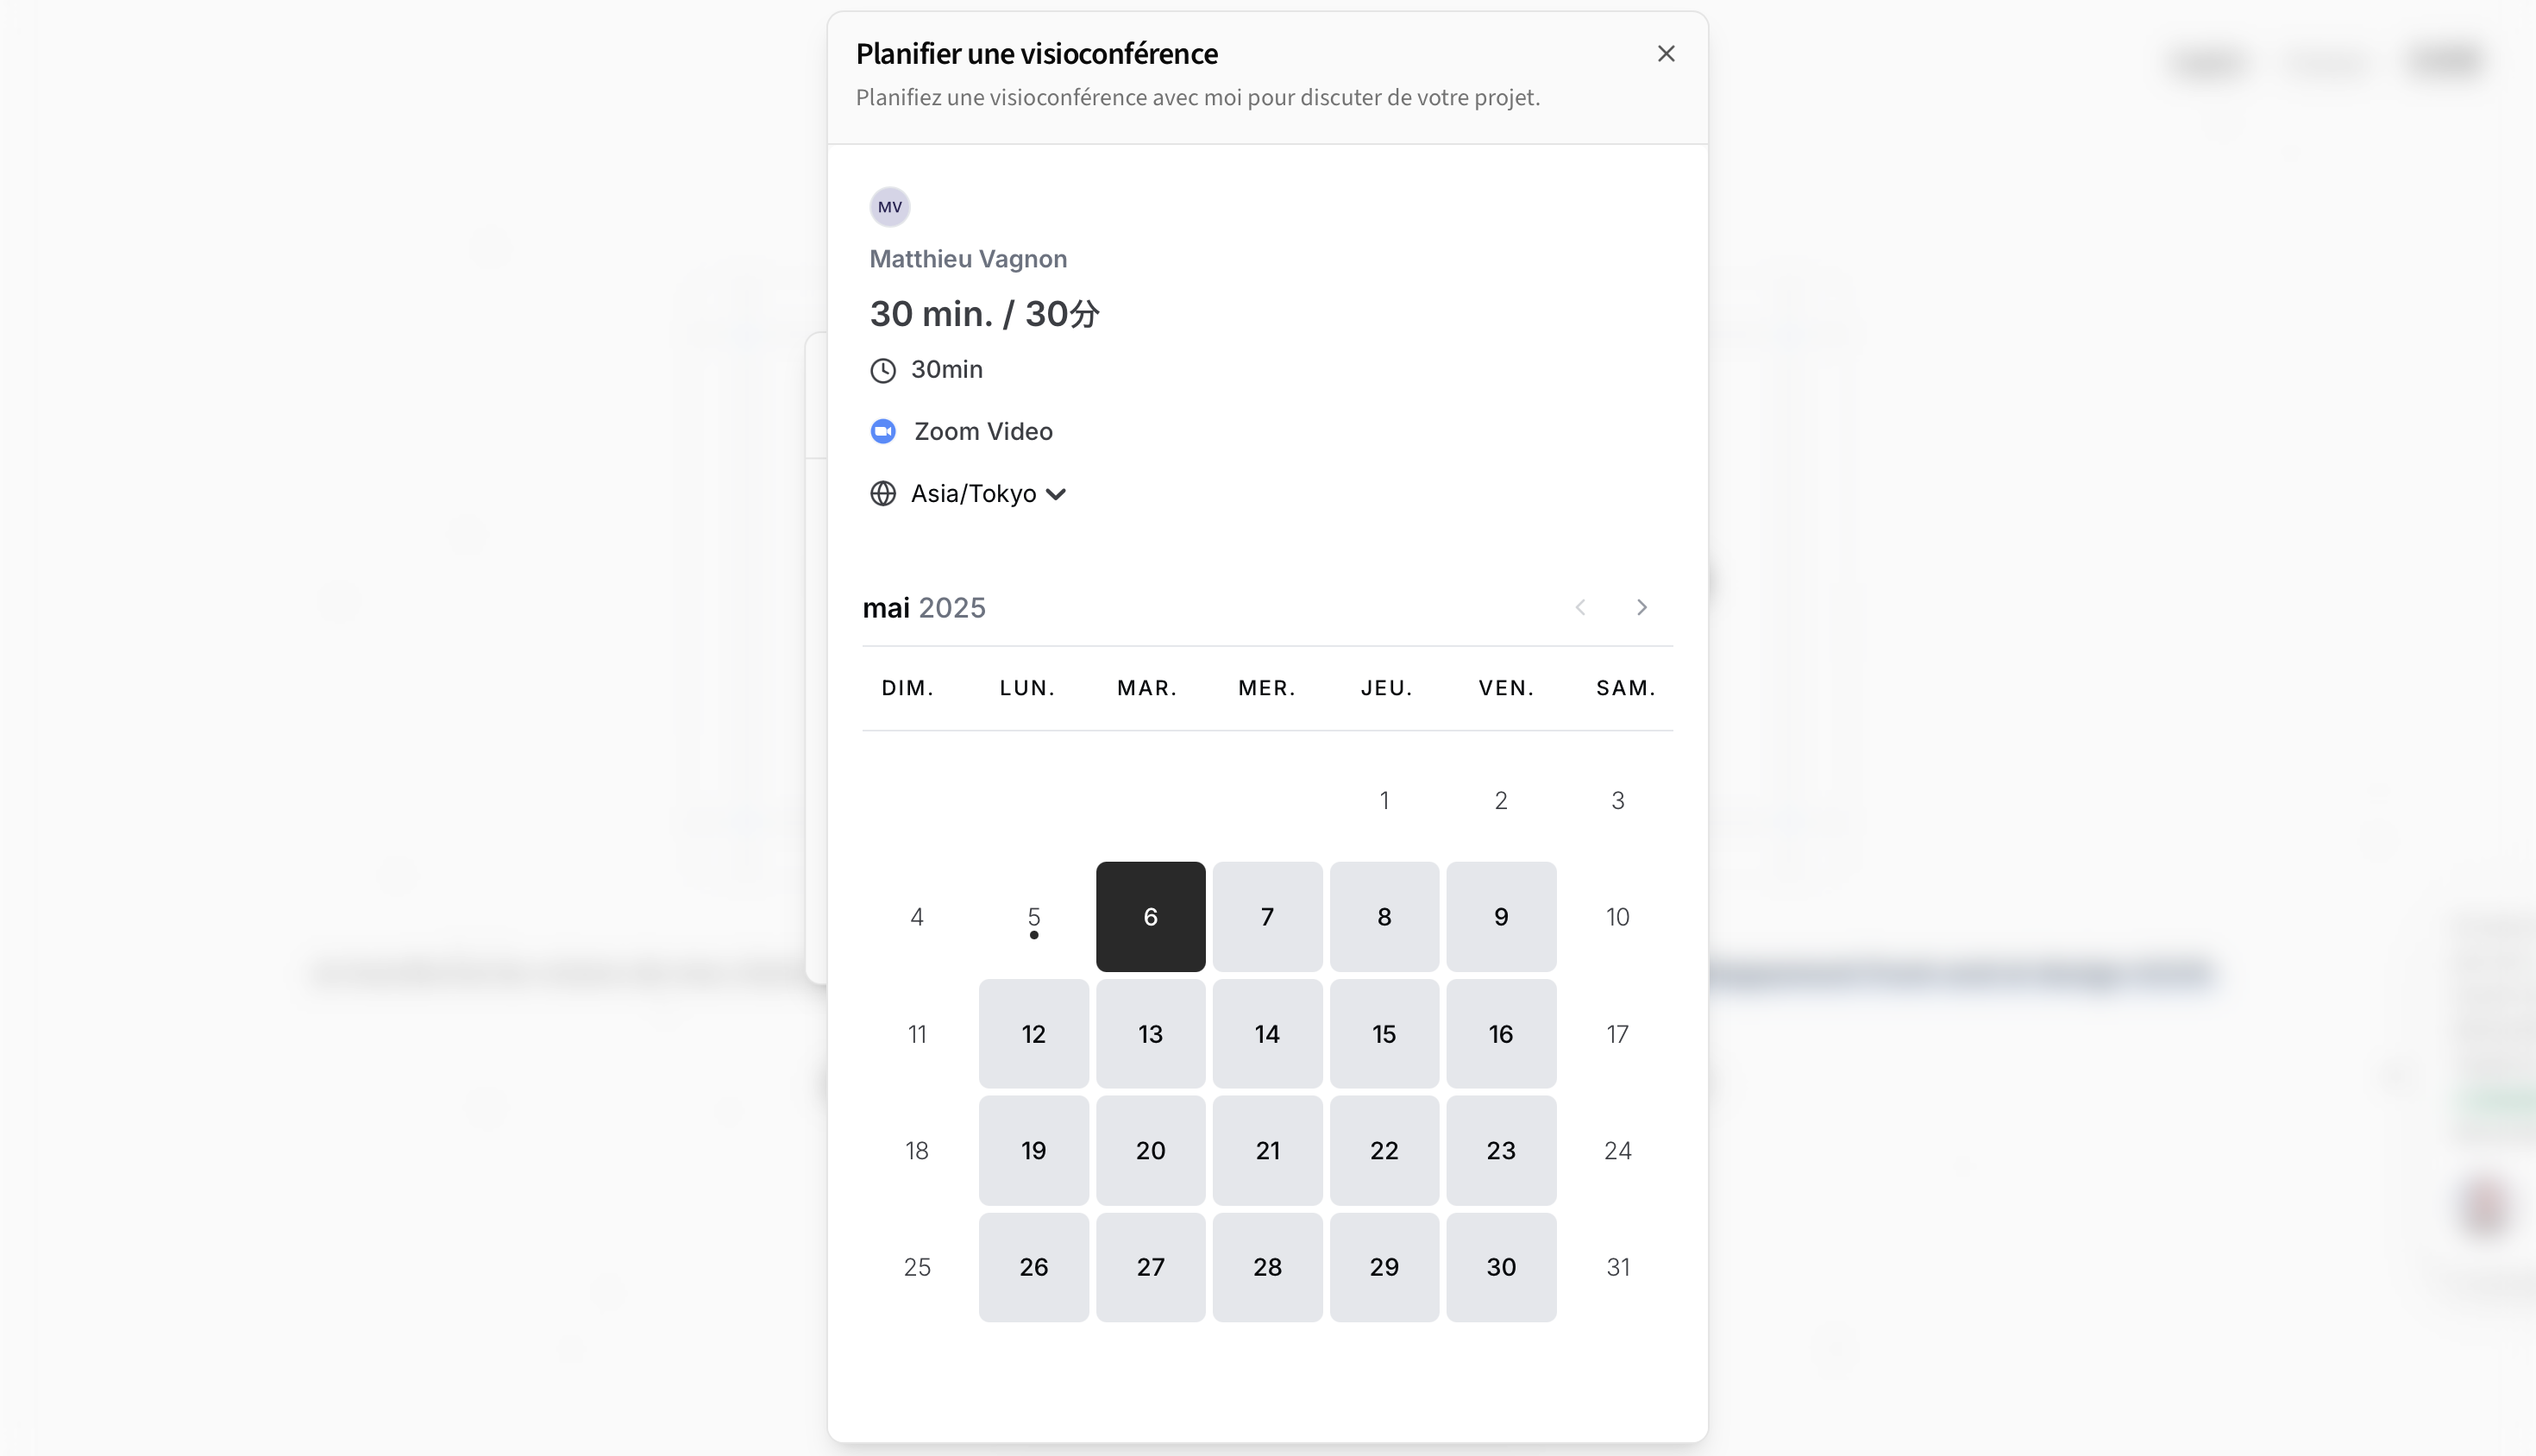 Planifier une visioconférence
Planifiez une visioconférence avec moi pour discuter de votre projet.
MV
Matthieu Vagnon
30 min. / 30分
30min
Zoom Video
Asia/Tokyo
mai 2025
DIM. LUN. MAR. MER. JEU. VEN. SAM.
1 2 3
4 5 6 7 8 9 10
11 12 13 14 15 16 17
18 19 20 21 22 23 24
25 26 27 28 29 30 31